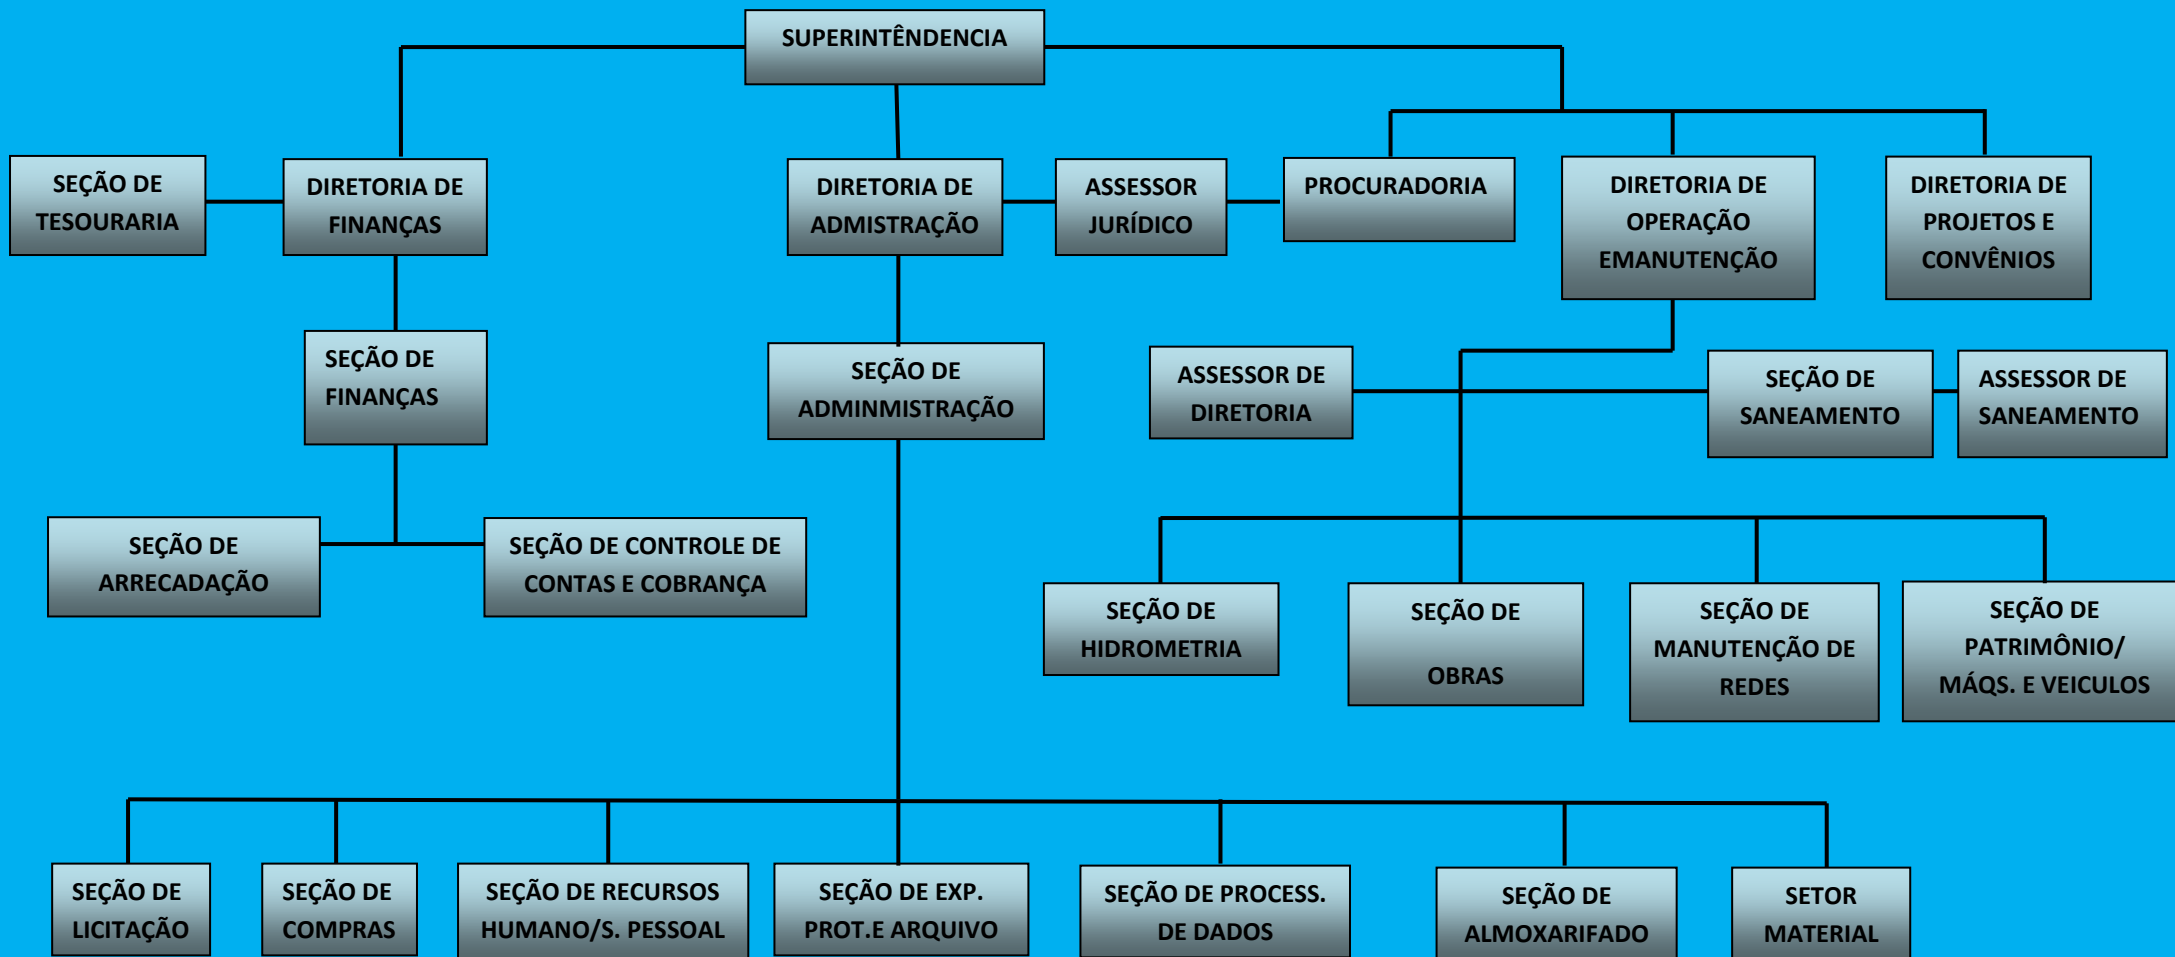 SUPERINTÊNDENCIA
SEÇÃO DE
TESOURARIA
DIRETORIA DE
FINANÇAS
DIRETORIA DE
ADMISTRAÇÃO
ASSESSOR
JURÍDICO
PROCURADORIA
DIRETORIA DE
OPERAÇÃO
EMANUTENÇÃO
DIRETORIA DE
PROJETOS E
CONVÊNIOS
SEÇÃO DE
FINANÇAS
SEÇÃO DE
ADMINMISTRAÇÃO
ASSESSOR DE
DIRETORIA
SEÇÃO DE
SANEAMENTO
ASSESSOR DE
SANEAMENTO
SEÇÃO DE
ARRECADAÇÃO
SEÇÃO DE CONTROLE DE
CONTAS E COBRANÇA
SEÇÃO DE
HIDROMETRIA
SEÇÃO DE
OBRAS
SEÇÃO DE
MANUTENÇÃO DE
REDES
SEÇÃO DE
PATRIMÔNIO/
MÁQS. E VEICULOS
SEÇÃO DE
LICITAÇÃO
SEÇÃO DE
COMPRAS
SEÇÃO DE RECURSOS
HUMANO/S. PESSOAL
SEÇÃO DE EXP.
PROT.E ARQUIVO
SEÇÃO DE PROCESS.
DE DADOS
SEÇÃO DE
ALMOXARIFADO
SETOR
MATERIAL